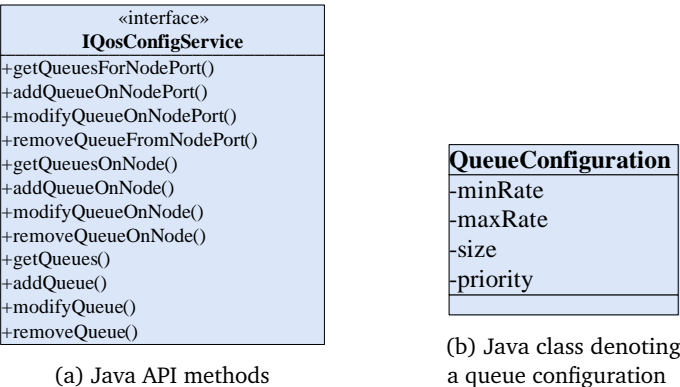 «interface»
IQosConfigService
+getQueuesForNodePort()
+addQueueOnNodePort()
+modifyQueueOnNodePort()
+removeQueueFromNodePort()
+getQueuesOnNode()
+addQueueOnNode()
+modifyQueueOnNode()
+removeQueueOnNode()
+getQueues()
+addQueue()
+modifyQueue()
+removeQueue()
(a) Java API methods
QueueConfiguration
-minRate
-maxRate
-size
-priority
(b) Java class denoting
a queue configuration